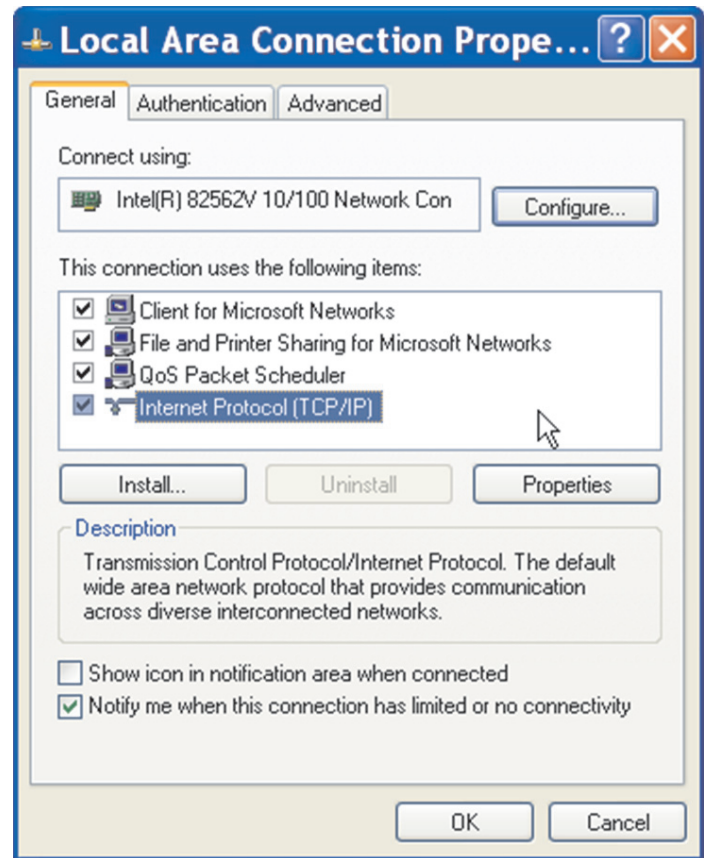 Local Area Connection Prope...
General Authentication Advanced
Connect using:
Intel(R) 82562V 10/100 Network Con Configure...
This connection uses the following items:
Client for Microsoft Networks
File and Printer Sharing for Microsoft Networks
QoS Packet Scheduler
Internet Protocol (TCP/IP)
Install... Uninstall Properties
Description
Transmission Control Protocol/Internet Protocol. The default
wide area network protocol that provides communication
across diverse interconnected networks.
Show icon in notification area when connected
Notify me when this connection has limited or no connectivity
OK Cancel